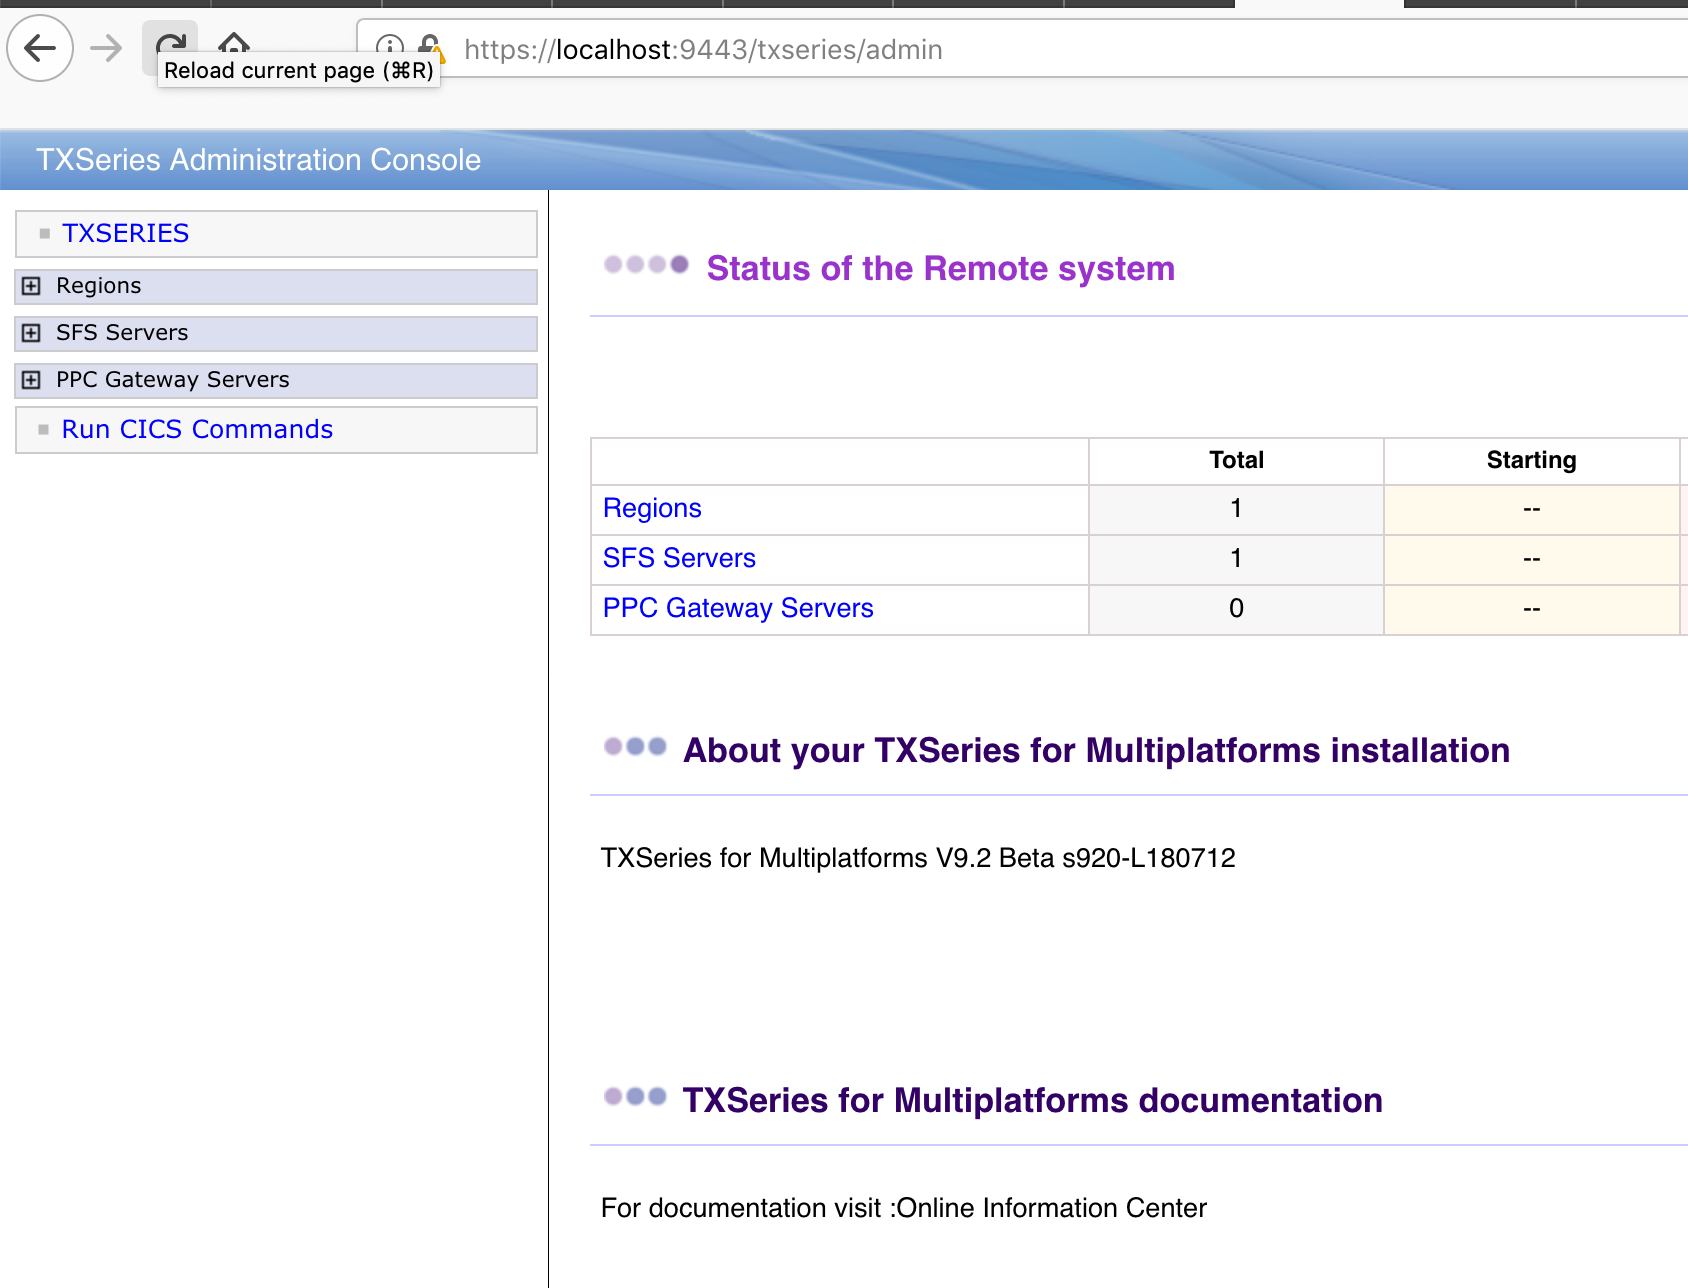 https://localhost:9443/txseries/admin
Reload current page (⌘R)
TXSeries Administration Console
TXSERIES
Regions
SFS Servers
PPC Gateway Servers
Run CICS Commands
Status of the Remote system
Total Starting
Regions 1 --
SFS Servers 1 --
PPC Gateway Servers 0 --
About your TXSeries for Multiplatforms installation
TXSeries for Multiplatforms V9.2 Beta s920-L180712
TXSeries for Multiplatforms documentation
For documentation visit :Online Information Center